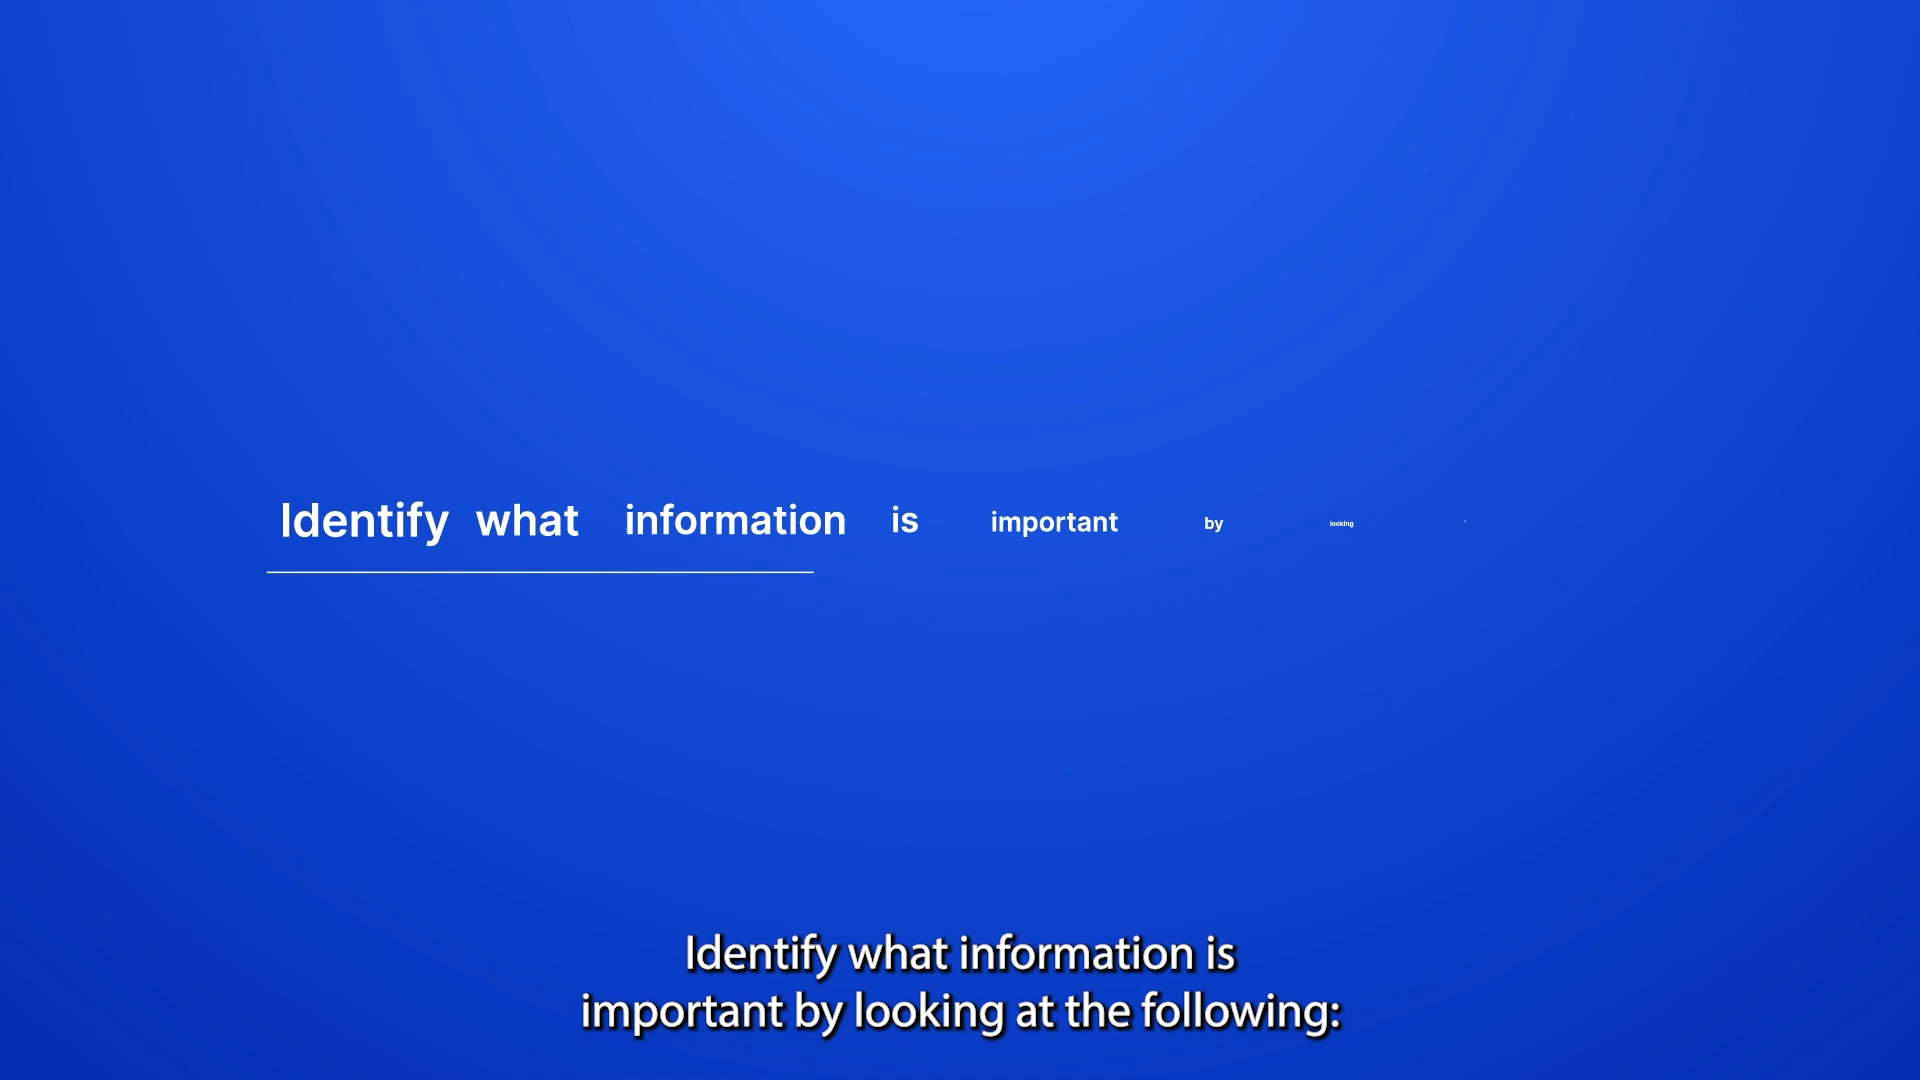 Identify what information is important by looking
Identify what information is
important by looking at the following: